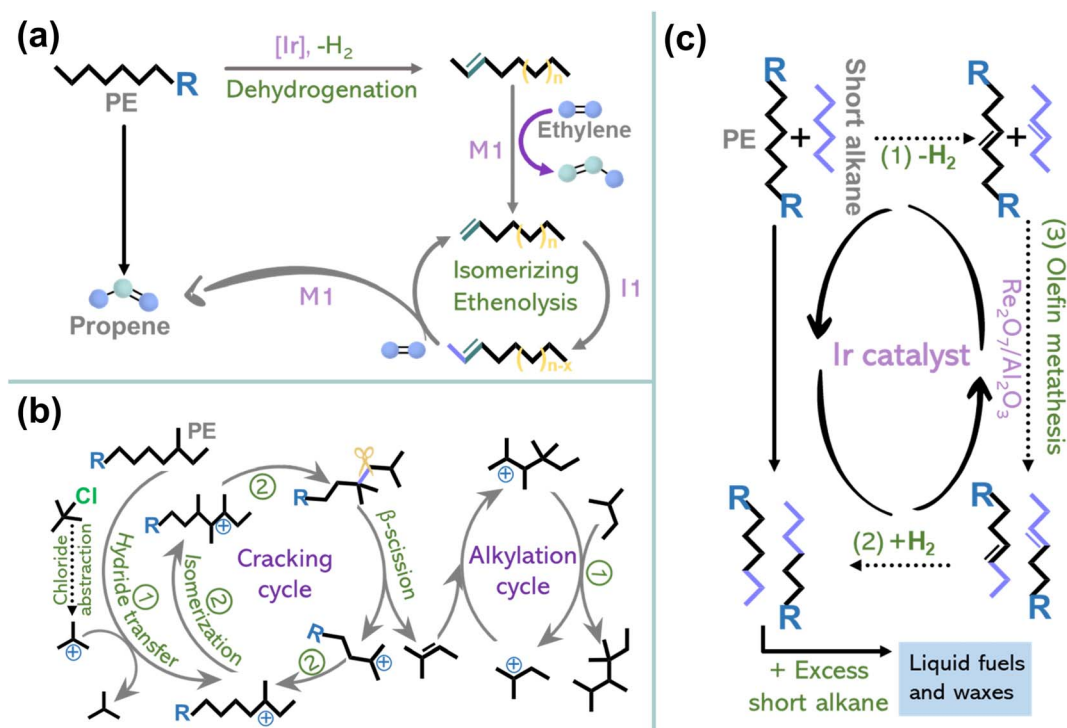 (a)
[Ir], -H₂
Dehydrogenation
R
PE
( )n
Ethylene
M1
( )n
Isomerizing
Ethenolysis
I1
M1
Propene
( )n-x
(b)
PE
R
Cl
Chloride
abstraction
①
Hydride transfer
R
⊕
②
Isomerization
②
Cracking
cycle
R
β-scission
⊕
②
R
⊕
R
⊕
⊕
Alkylation
cycle
①
⊕
(c)
PE
R
+
Short alkane
(1) -H₂
R
+
R
R
(3) Olefin metathesis
Re₂O₇/Al₂O₃
Ir catalyst
R
R
(2) +H₂
R
R
+ Excess
short alkane
Liquid fuels
and waxes